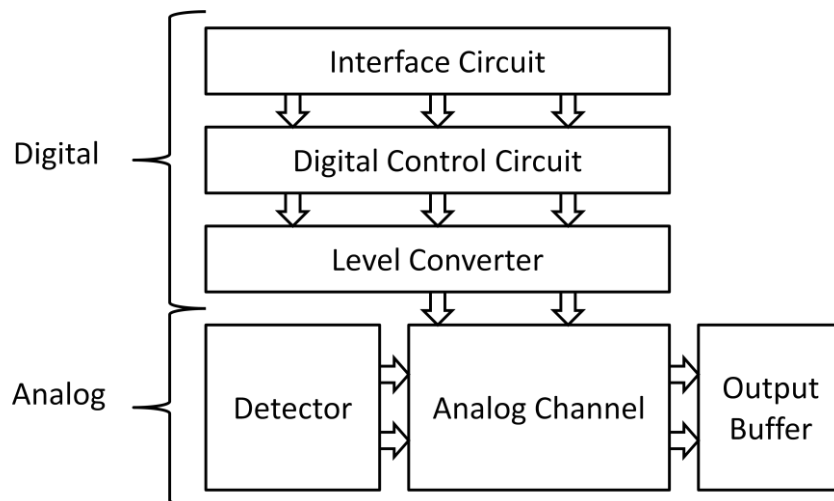 Interface Circuit
Digital
Digital Control Circuit
Level Converter
Analog
Detector
Analog Channel
Output
Buffer